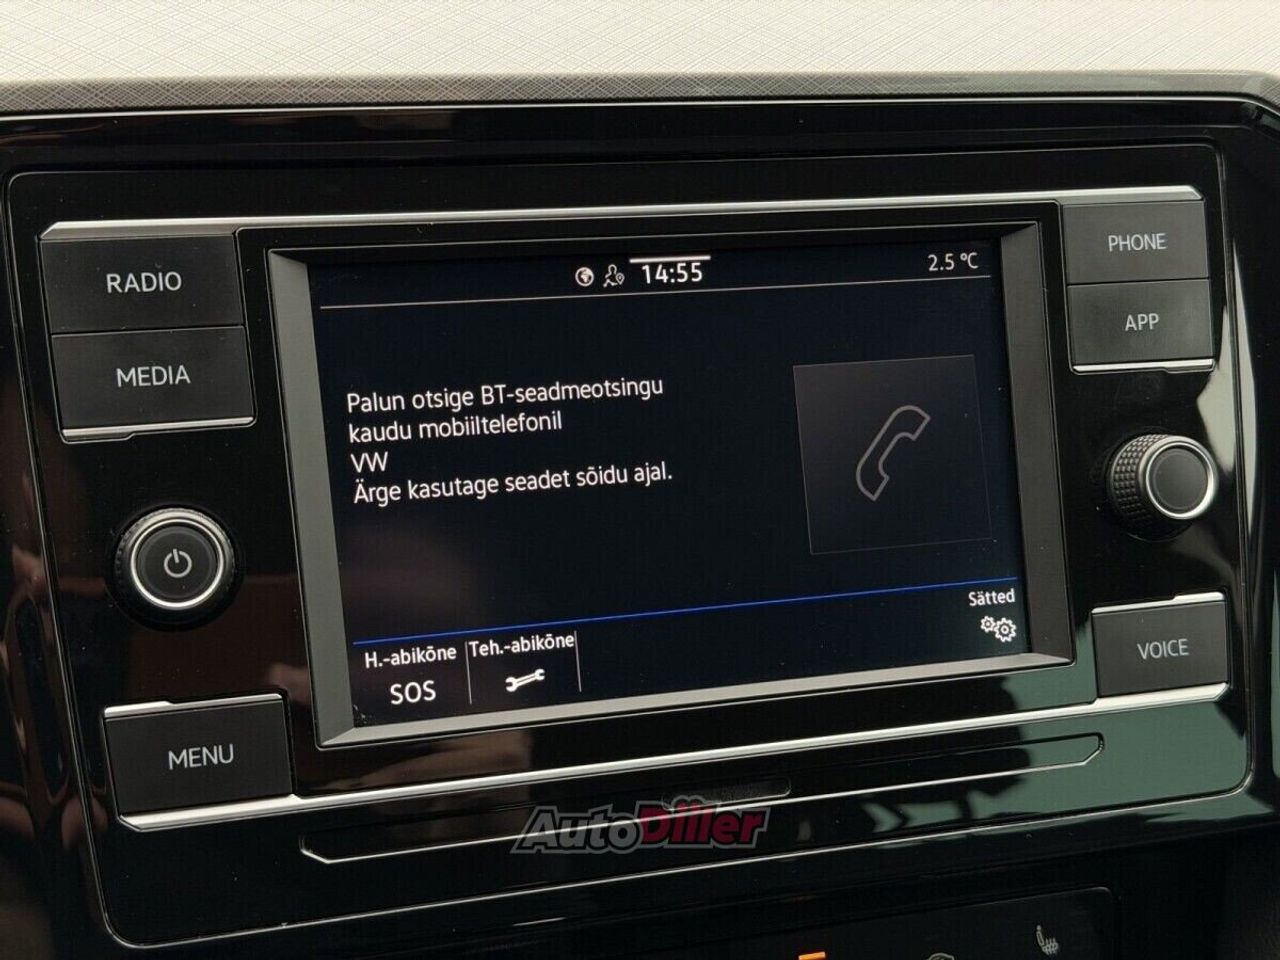 14:55
2.5 °C
RADIO
MEDIA
PHONE
APP
Palun otsige BT-seadmeotsingu
kaudu mobiiltelefonil
VW
Ärge kasutage seadet sõidu ajal.
Sätted
H.-abikõne
Teh.-abikõne
SOS
MENU
VOICE
AutoDiller